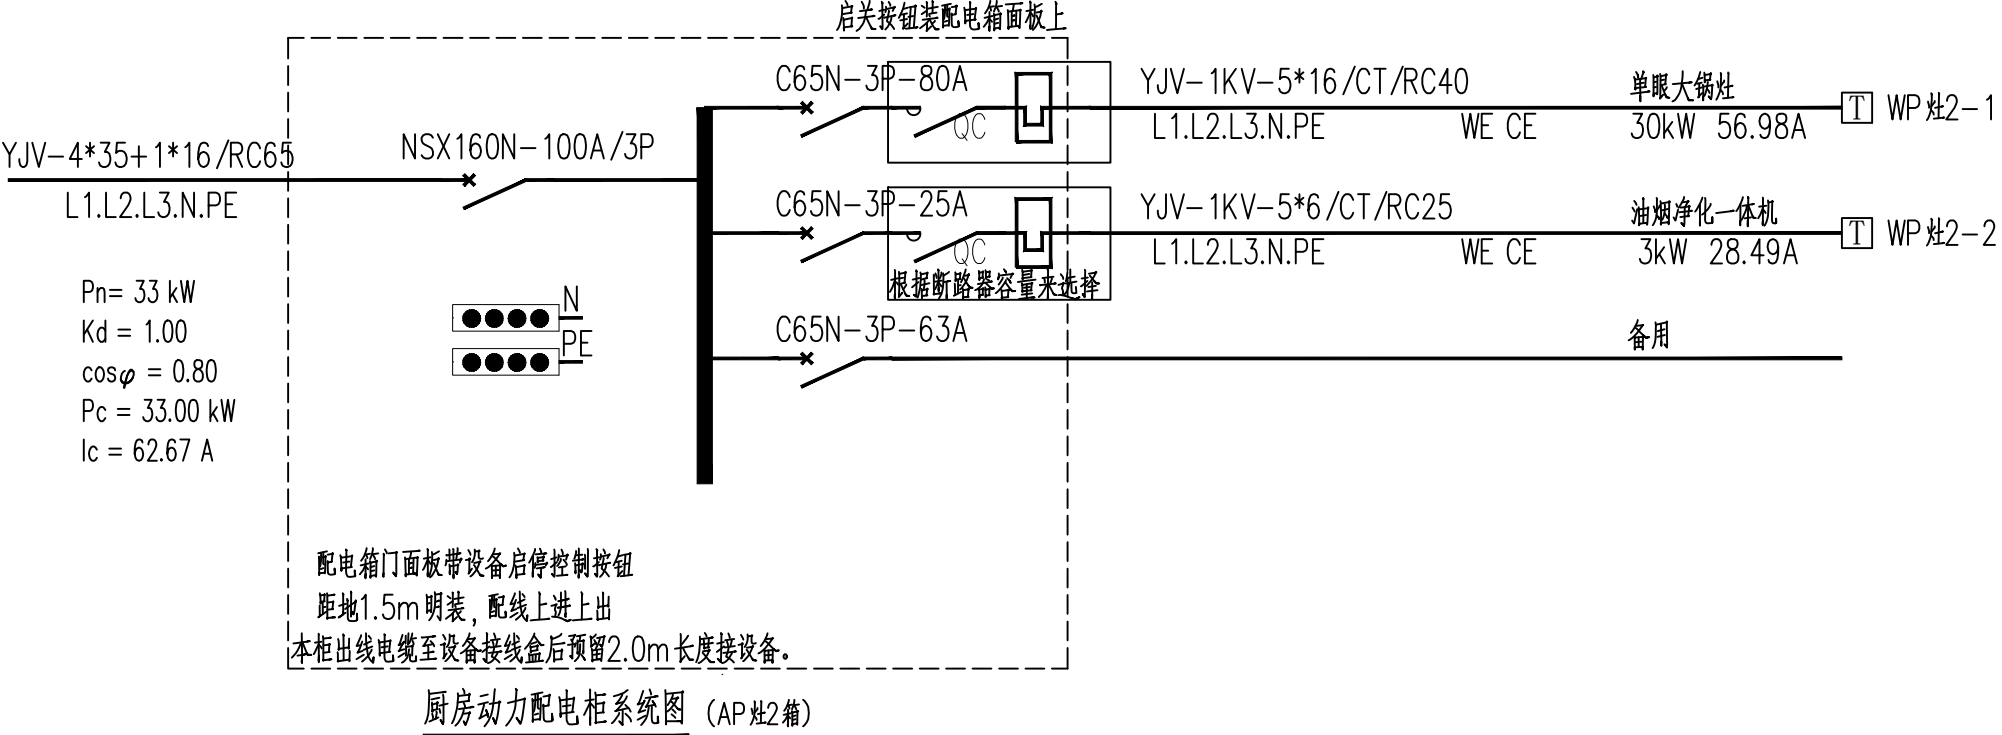 启关按钮装配电箱面板上
YJV-4*35+1*16/RC65
L1.L2.L3.N.PE
NSX160N-100A/3P
C65N-3P-80A
QC
YJV-1KV-5*16/CT/RC40
L1.L2.L3.N.PE
WE CE
单眼大锅灶
30kW 56.98A
T
WP灶2-1
C65N-3P-25A
QC
根据断路器容量来选择
YJV-1KV-5*6/CT/RC25
L1.L2.L3.N.PE
WE CE
油烟净化一体机
3kW 28.49A
T
WP灶2-2
C65N-3P-63A
备用
N
PE
Pn= 33 kW
Kd = 1.00
cosφ = 0.80
Pc = 33.00 kW
Ic = 62.67 A
配电箱门面板带设备启停控制按钮
距地1.5m明装，配线上进上出
本柜出线电缆至设备接线盒后预留2.0m长度接设备。
厨房动力配电柜系统图 (AP灶2箱)